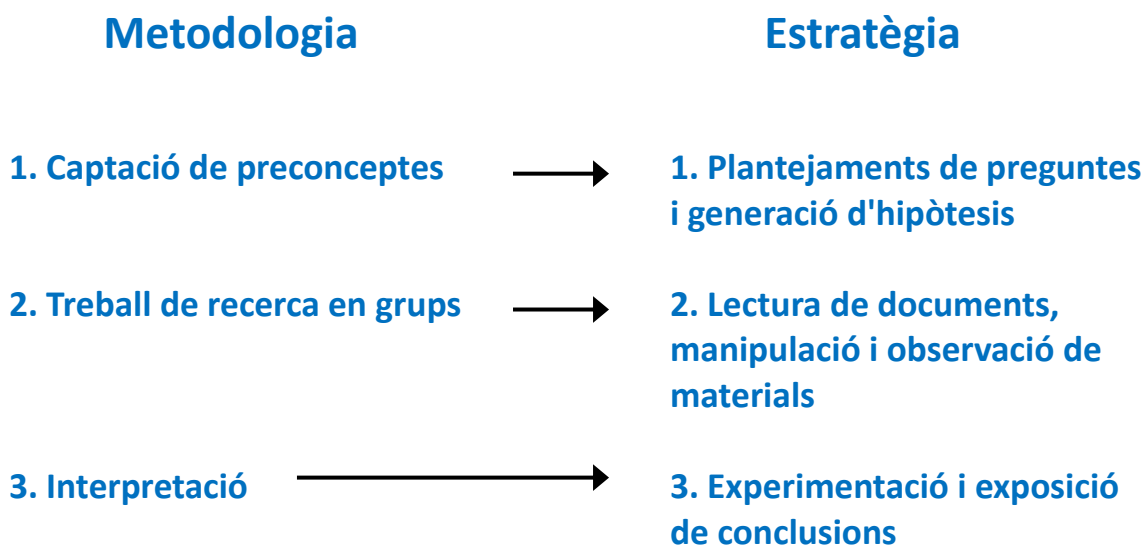 Metodologia
Estratègia
1. Captació de preconceptes
1. Plantejaments de preguntes
i generació d'hipòtesis
2. Treball de recerca en grups
2. Lectura de documents,
manipulació i observació de
materials
3. Interpretació
3. Experimentació i exposició
de conclusions